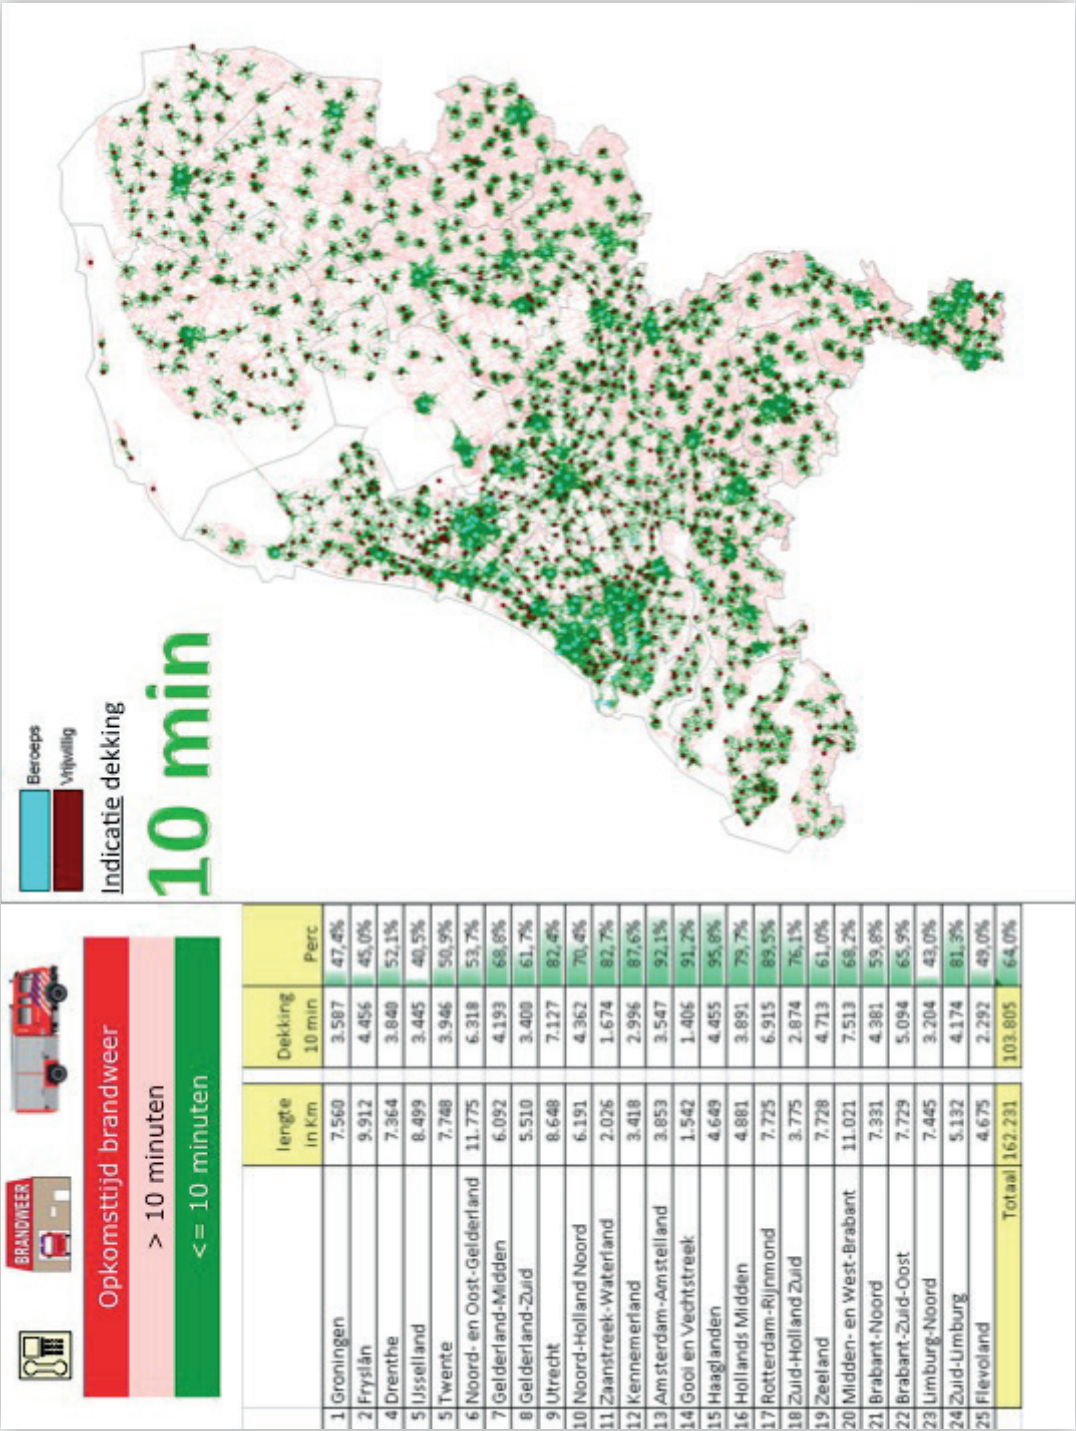 BRANDWEER
Opkomsttijd brandweer
> 10 minuten
<= 10 minuten
Beroeps
Vrijwillig
Indicatie dekking
10 min
lengte in Km Dekking 10 min Perc
1 Groningen 7.560 3.587 47,4%
2 Fryslân 9.912 4.456 45,0%
4 Drenthe 7.364 3.840 52,1%
5 IJsselland 8.499 3.445 40,5%
5 Twente 7.748 3.946 50,9%
6 Noord- en Oost-Gelderland 11.775 6.318 53,7%
7 Gelderland-Midden 6.092 4.193 68,8%
8 Gelderland-Zuid 5.510 3.400 61,7%
9 Utrecht 8.648 7.127 82,4%
10 Noord-Holland Noord 6.191 4.362 70,4%
11 Zaanstreek-Waterland 2.026 1.674 82,7%
12 Kennemerland 3.418 2.996 87,6%
13 Amsterdam-Amstelland 3.853 3.547 92,1%
14 Gooi en Vechtstreek 1.542 1.406 91,2%
15 Haaglanden 4.649 4.455 95,8%
16 Hollands Midden 4.881 3.891 79,7%
17 Rotterdam-Rijnmond 7.725 6.915 89,5%
18 Zuid-Holland Zuid 3.775 2.874 76,1%
19 Zeeland 7.728 4.713 61,0%
20 Midden- en West-Brabant 11.021 7.513 68,2%
21 Brabant-Noord 7.331 4.381 59,8%
22 Brabant-Zuid-Oost 7.729 5.094 65,9%
23 Limburg-Noord 7.445 3.204 43,0%
24 Zuid-Limburg 5.132 4.174 81,3%
25 Flevoland 4.675 2.292 49,0%
Totaal 162.231 103.805 64,0%